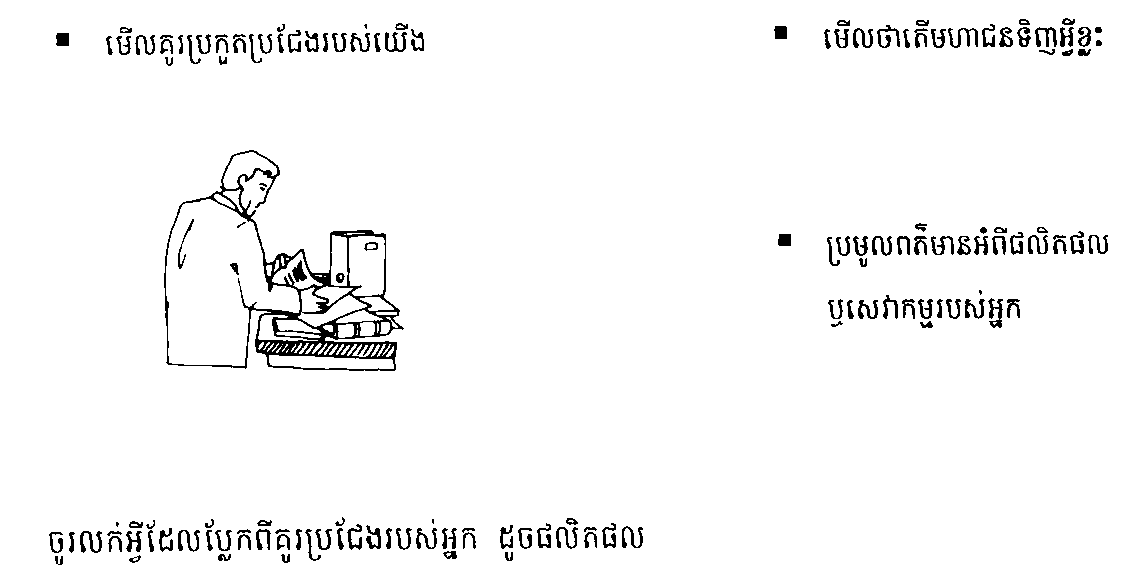 ▪ មើលគូរប្រកួតប្រជែងរបស់យើង
▪ មើលថាតើមហាជនទិញអ្វីខ្លះ
▪ ប្រមូលពត៌មានអំពីផលិតផល
ឬសេវាកម្មរបស់អ្នក
ចូរលក់អ្វីដែលប្លែកពីគូរប្រជែងរបស់អ្នក ដូចផលិតផល